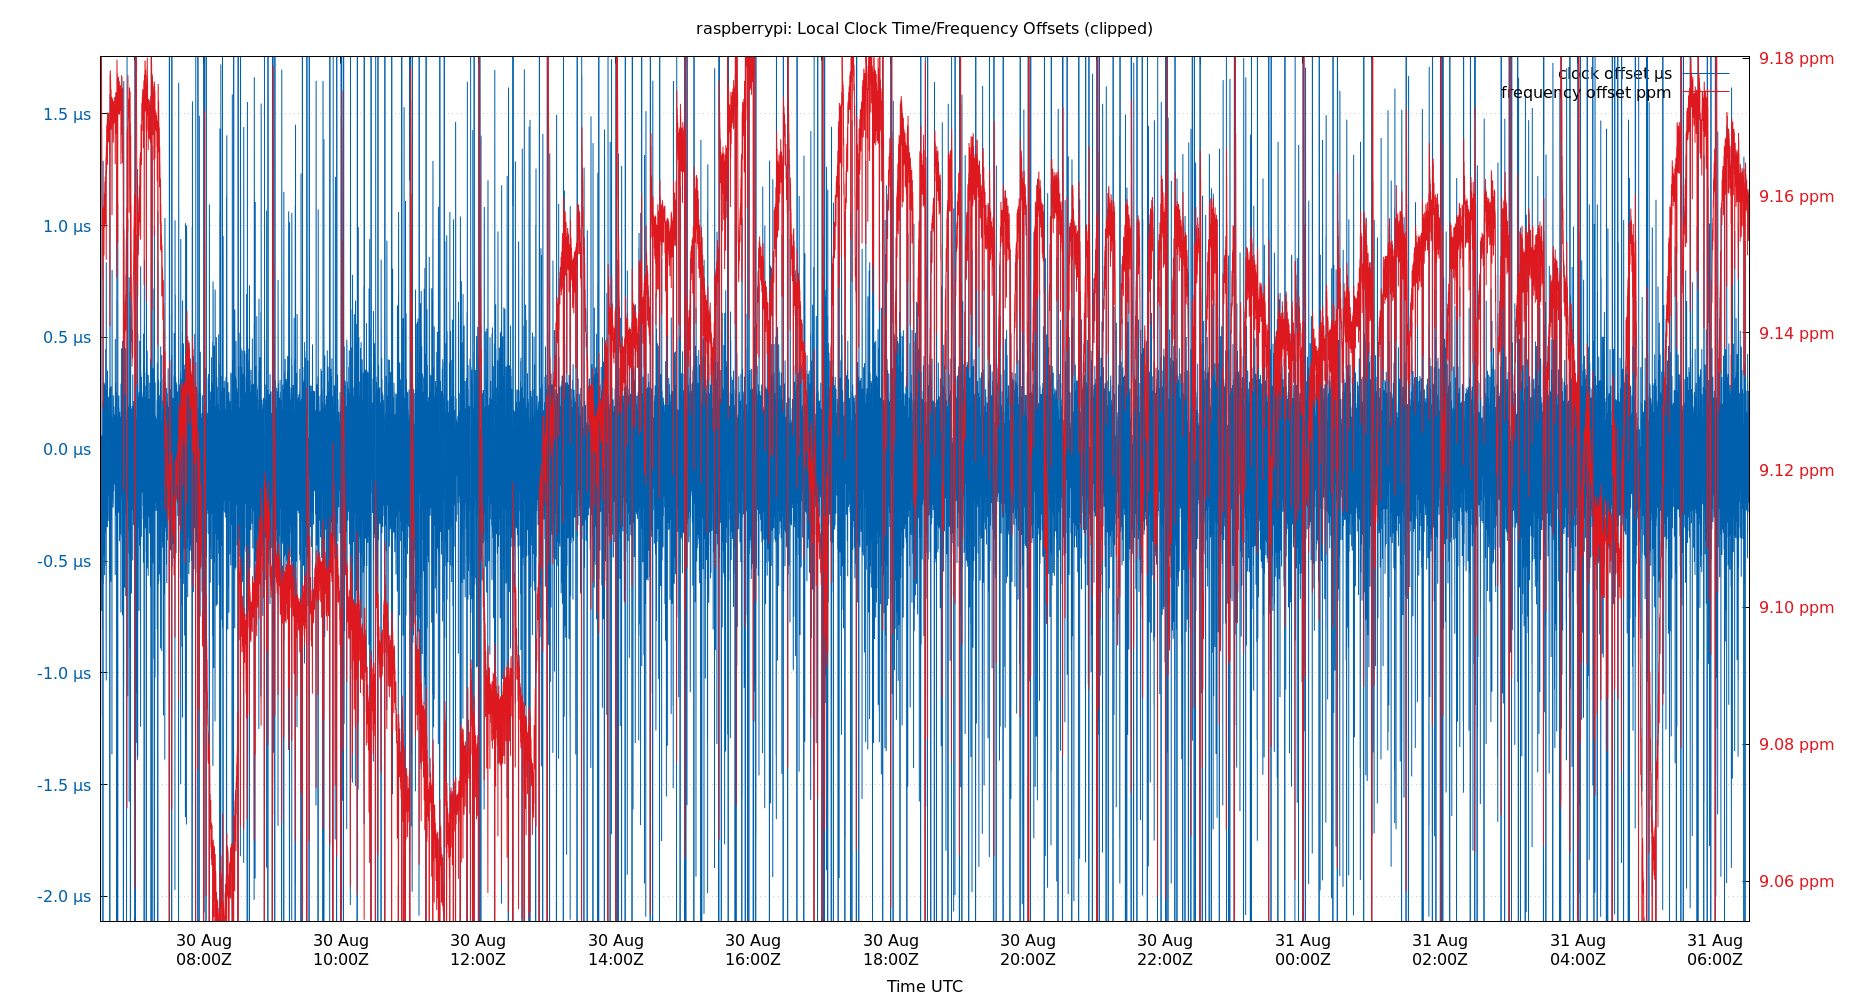 raspberrypi: Local Clock Time/Frequency Offsets (clipped)
clock offset µs
frequency offset ppm
1.5 µs
1.0 µs
0.5 µs
0.0 µs
-0.5 µs
-1.0 µs
-1.5 µs
-2.0 µs
9.18 ppm
9.16 ppm
9.14 ppm
9.12 ppm
9.10 ppm
9.08 ppm
9.06 ppm
30 Aug 30 Aug 30 Aug 30 Aug 30 Aug 30 Aug 30 Aug 30 Aug 31 Aug 31 Aug 31 Aug 31 Aug
08:00Z 10:00Z 12:00Z 14:00Z 16:00Z 18:00Z 20:00Z 22:00Z 00:00Z 02:00Z 04:00Z 06:00Z
Time UTC